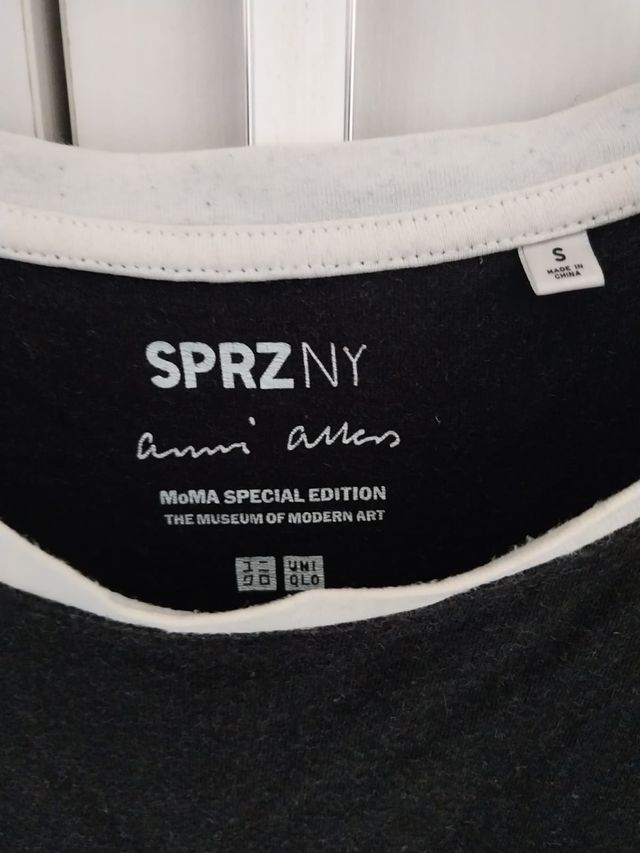 S
MADE IN
CHINA
SPRZ NY
anni albers
MoMA SPECIAL EDITION
THE MUSEUM OF MODERN ART
ユニ UNI
クロ QLO